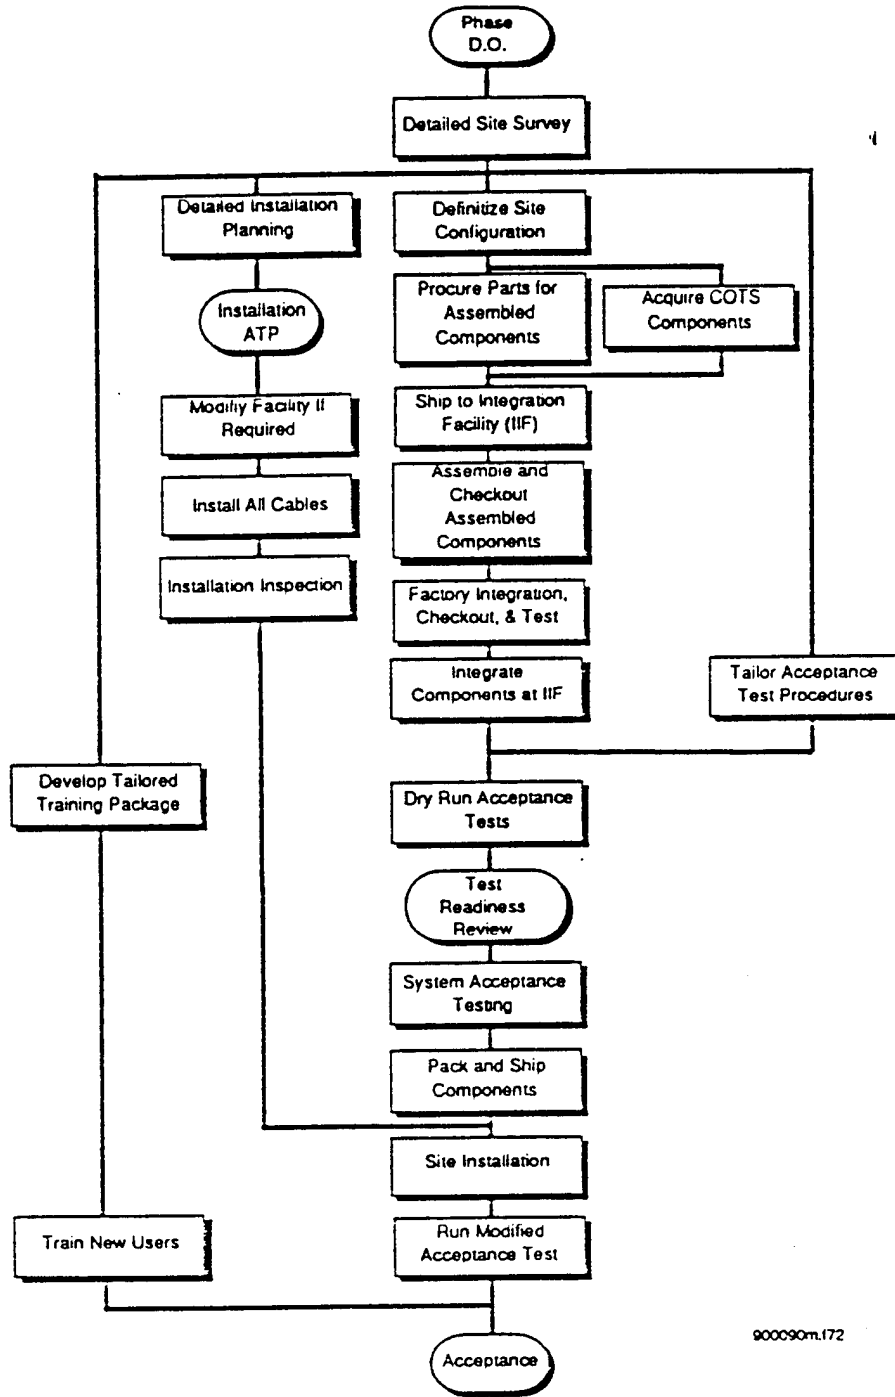 Phase
D.O.
Detailed Site Survey
Detailed Installation
Planning
Definitize Site
Configuration
Installation
ATP
Procure Parts for
Assembled
Components
Acquire COTS
Components
Modifiy Facility If
Required
Ship to Integration
Facility (IIF)
Install All Cables
Assemble and
Checkout
Assembled
Components
Installation Inspection
Factory Integration,
Checkout, & Test
Integrate
Components at IIF
Tailor Acceptance
Test Procedures
Develop Tailored
Training Package
Dry Run Acceptance
Tests
Test
Readiness
Review
System Acceptance
Testing
Pack and Ship
Components
Site Installation
Train New Users
Run Modified
Acceptance Test
Acceptance
900090m.172